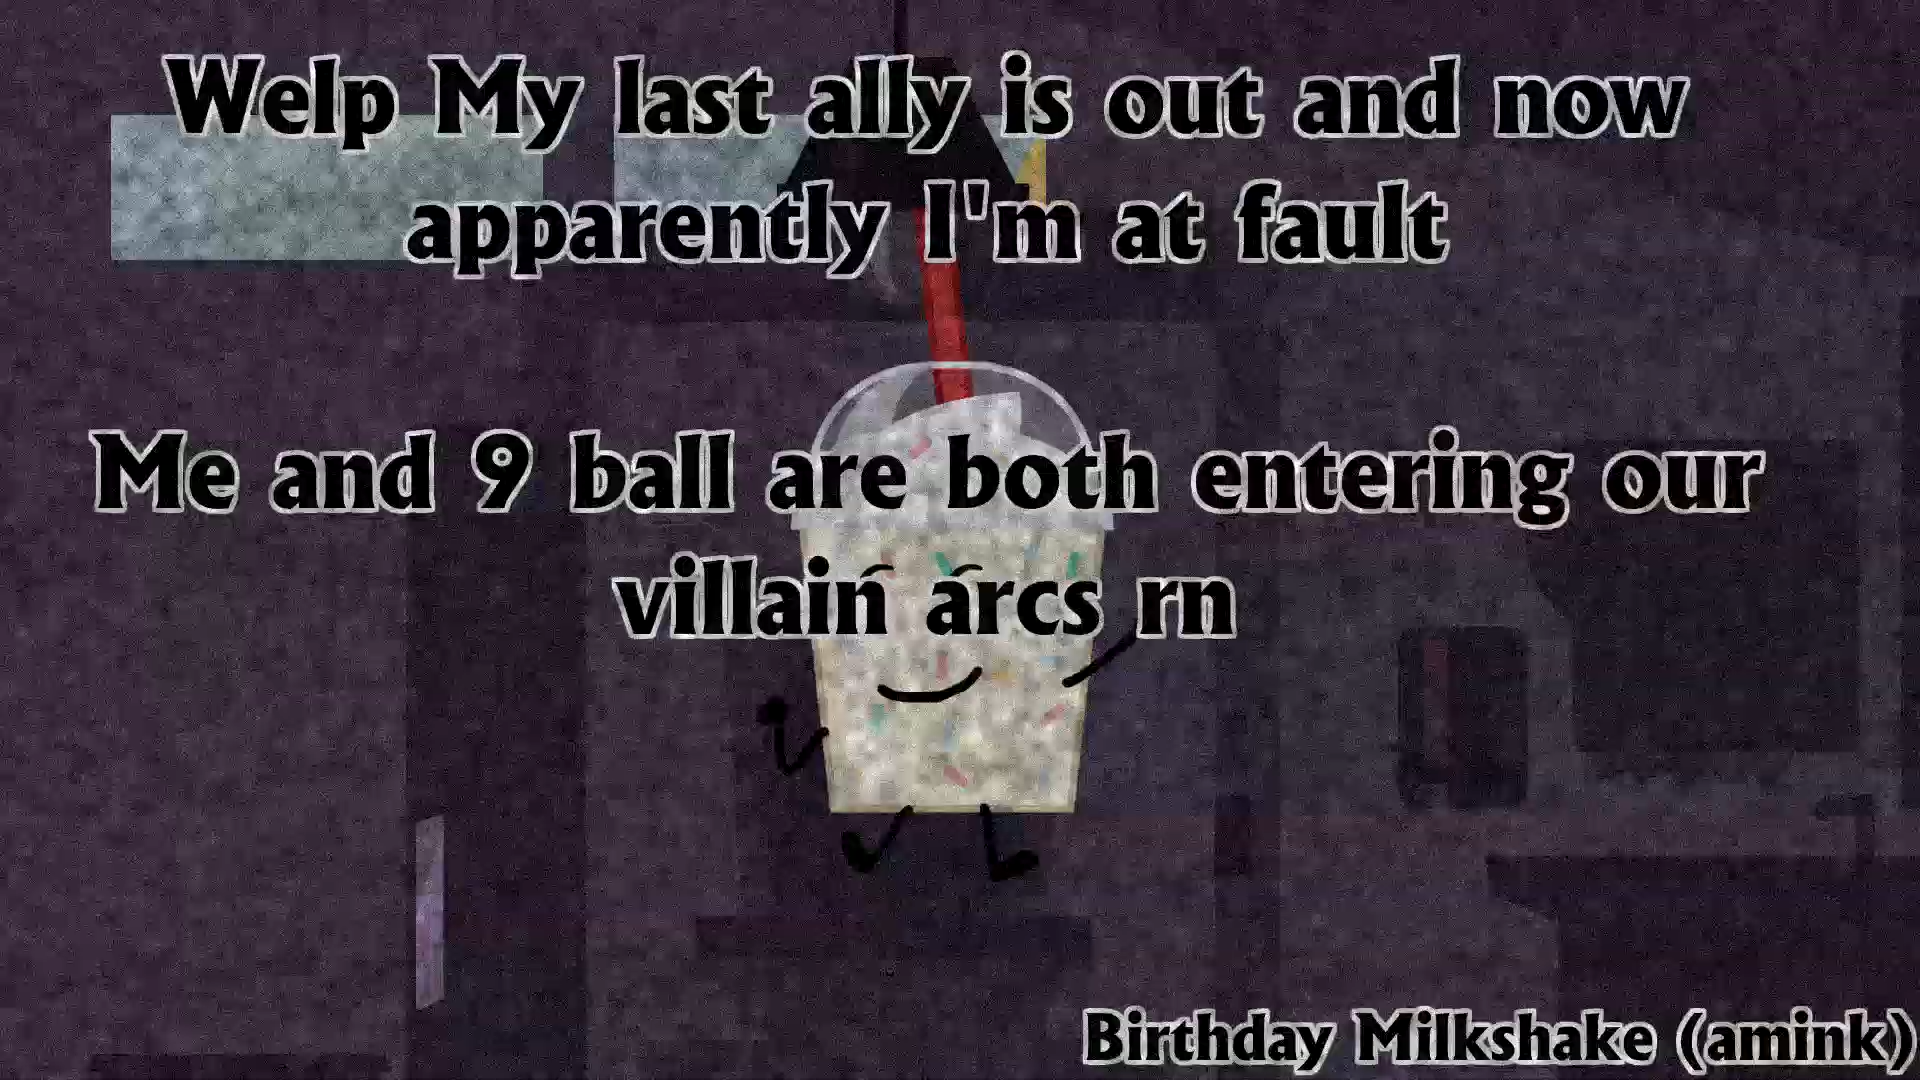 Welp My last ally is out and now
apparently I'm at fault
Me and 9 ball are both entering our
villain arcs rn
Birthday Milkshake (amink)